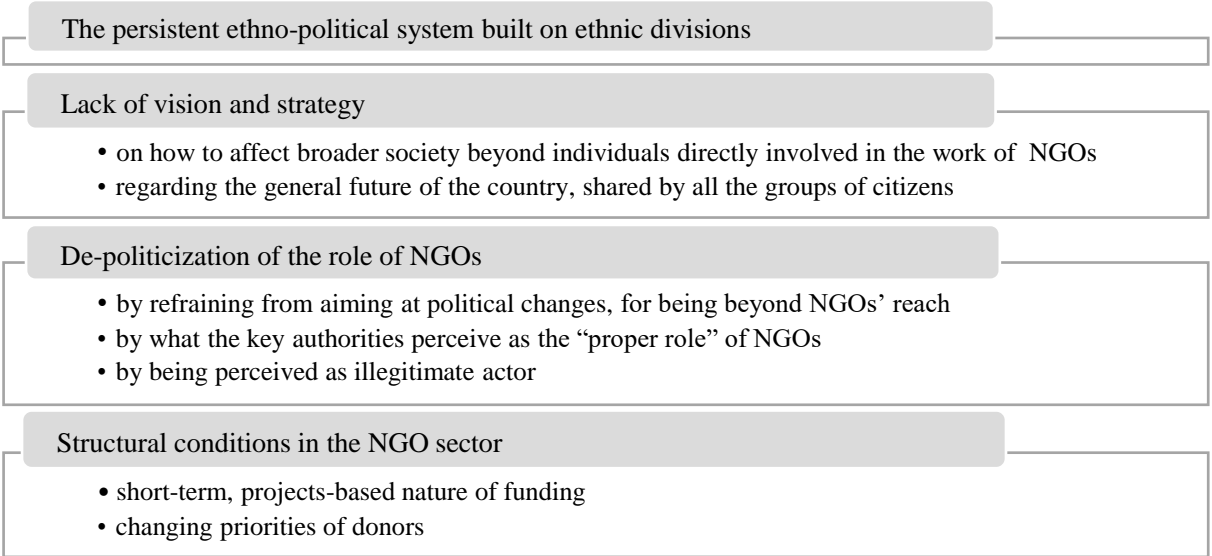 The persistent ethno-political system built on ethnic divisions
Lack of vision and strategy
• on how to affect broader society beyond individuals directly involved in the work of NGOs
• regarding the general future of the country, shared by all the groups of citizens
De-politicization of the role of NGOs
• by refraining from aiming at political changes, for being beyond NGOs’ reach
• by what the key authorities perceive as the “proper role” of NGOs
• by being perceived as illegitimate actor
Structural conditions in the NGO sector
• short-term, projects-based nature of funding
• changing priorities of donors